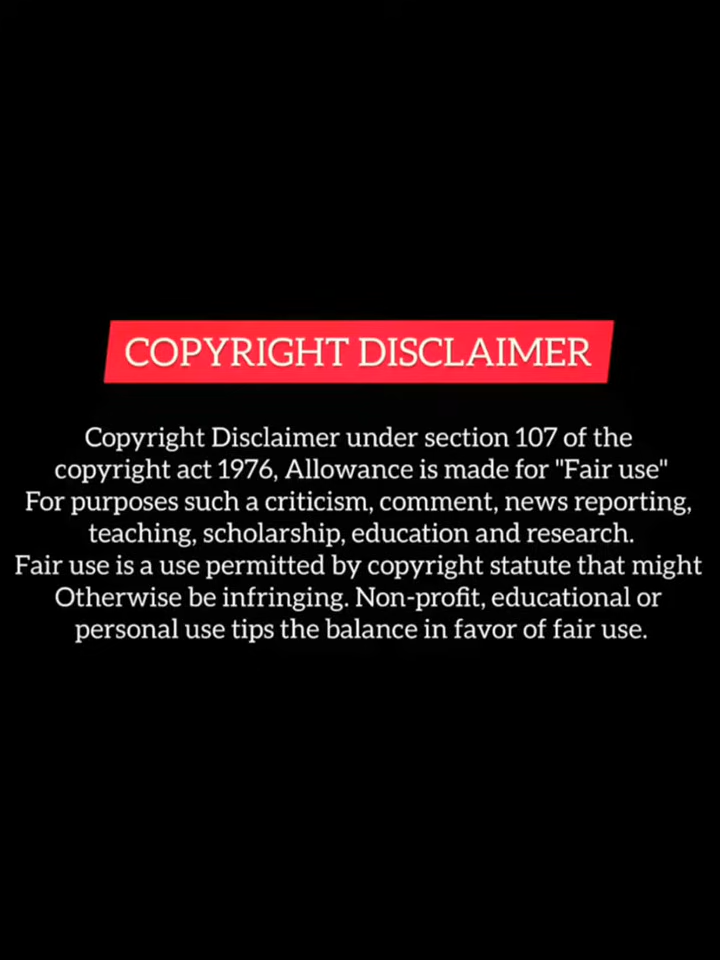 COPYRIGHT DISCLAIMER
Copyright Disclaimer under section 107 of the
copyright act 1976, Allowance is made for "Fair use"
For purposes such a criticism, comment, news reporting,
teaching, scholarship, education and research.
Fair use is a use permitted by copyright statute that might
Otherwise be infringing. Non-profit, educational or
personal use tips the balance in favor of fair use.